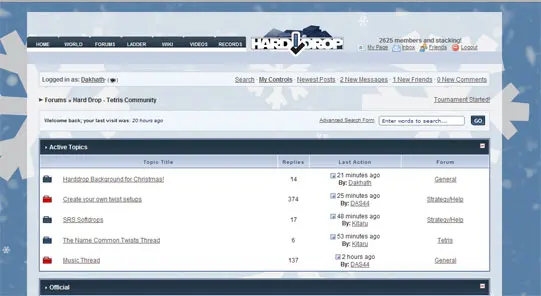 2625 members and stacking!
HOME WORLD FORUMS LADDER WIKI VIDEOS RECORDS
HARD DROP
My Page Inbox Friends Logout
Logged in as: Dakhath
Search · My Controls · Newest Posts · 2 New Messages · 1 New Friends · 0 New Comments
Forums » Hard Drop - Tetris Community
Tournament Started!
Welcome back; your last visit was: 20 hours ago
Advanced Search Form
Enter words to search...
GO
Active Topics
Topic Title Replies Last Action Forum
Harddrop Background for Christmas! 14 21 minutes ago By: Dakhath General
Create your own twist setups 374 25 minutes ago By: DAS44 Strategy/Help
SRS Softdrops 17 48 minutes ago By: Kitaru Strategy/Help
The Name Common Twists Thread 6 53 minutes ago By: Kitaru Tetris
Music Thread 137 2 hours ago By: DAS44 General
Official